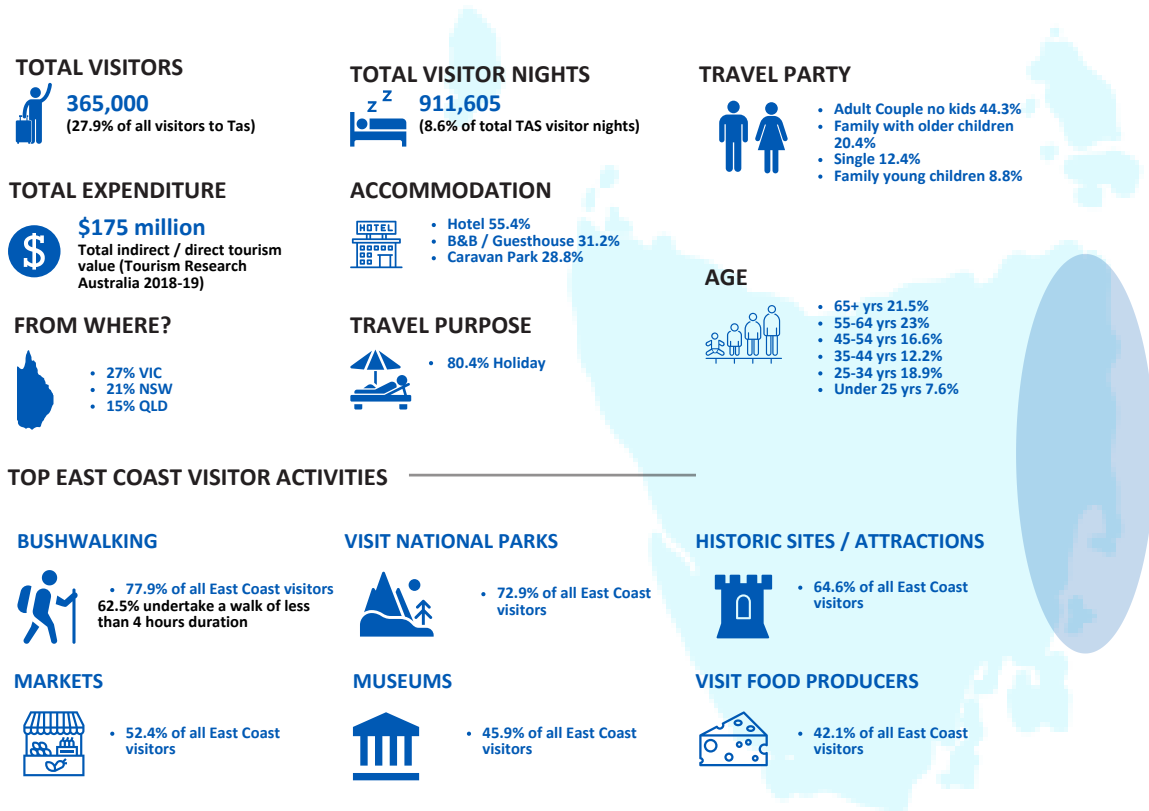 TOTAL VISITORS
365,000
(27.9% of all visitors to Tas)
TOTAL VISITOR NIGHTS
z z
911,605
(8.6% of total TAS visitor nights)
TRAVEL PARTY
• Adult Couple no kids 44.3%
• Family with older children
20.4%
• Single 12.4%
• Family young children 8.8%
TOTAL EXPENDITURE
$
$175 million
Total indirect / direct tourism
value (Tourism Research
Australia 2018-19)
ACCOMMODATION
HOTEL
• Hotel 55.4%
• B&B / Guesthouse 31.2%
• Caravan Park 28.8%
AGE
• 65+ yrs 21.5%
• 55-64 yrs 23%
• 45-54 yrs 16.6%
• 35-44 yrs 12.2%
• 25-34 yrs 18.9%
• Under 25 yrs 7.6%
FROM WHERE?
• 27% VIC
• 21% NSW
• 15% QLD
TRAVEL PURPOSE
• 80.4% Holiday
TOP EAST COAST VISITOR ACTIVITIES
BUSHWALKING
• 77.9% of all East Coast visitors
62.5% undertake a walk of less
than 4 hours duration
VISIT NATIONAL PARKS
• 72.9% of all East Coast
visitors
HISTORIC SITES / ATTRACTIONS
• 64.6% of all East Coast
visitors
MARKETS
• 52.4% of all East Coast
visitors
MUSEUMS
• 45.9% of all East Coast
visitors
VISIT FOOD PRODUCERS
• 42.1% of all East Coast
visitors